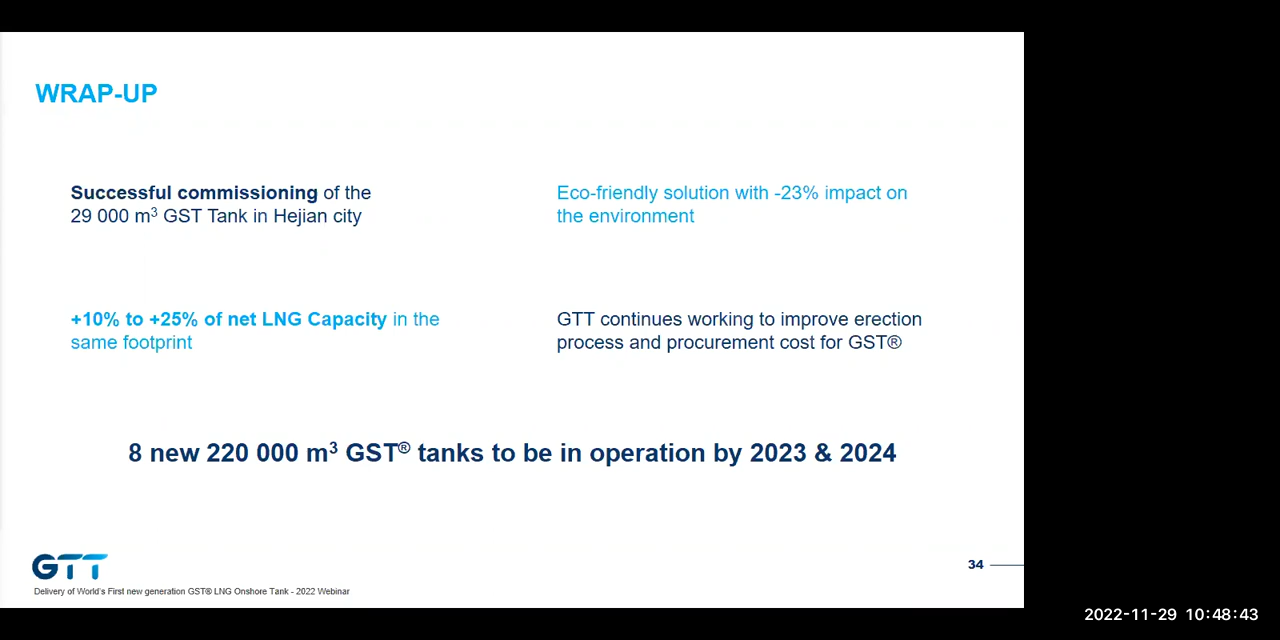 WRAP-UP
Successful commissioning of the
29 000 m³ GST Tank in Hejian city
Eco-friendly solution with -23% impact on
the environment
+10% to +25% of net LNG Capacity in the
same footprint
GTT continues working to improve erection
process and procurement cost for GST®
8 new 220 000 m³ GST® tanks to be in operation by 2023 & 2024
GTT
34
Delivery of World's First new generation GST® LNG Onshore Tank - 2022 Webinar
2022-11-29 10:48:43